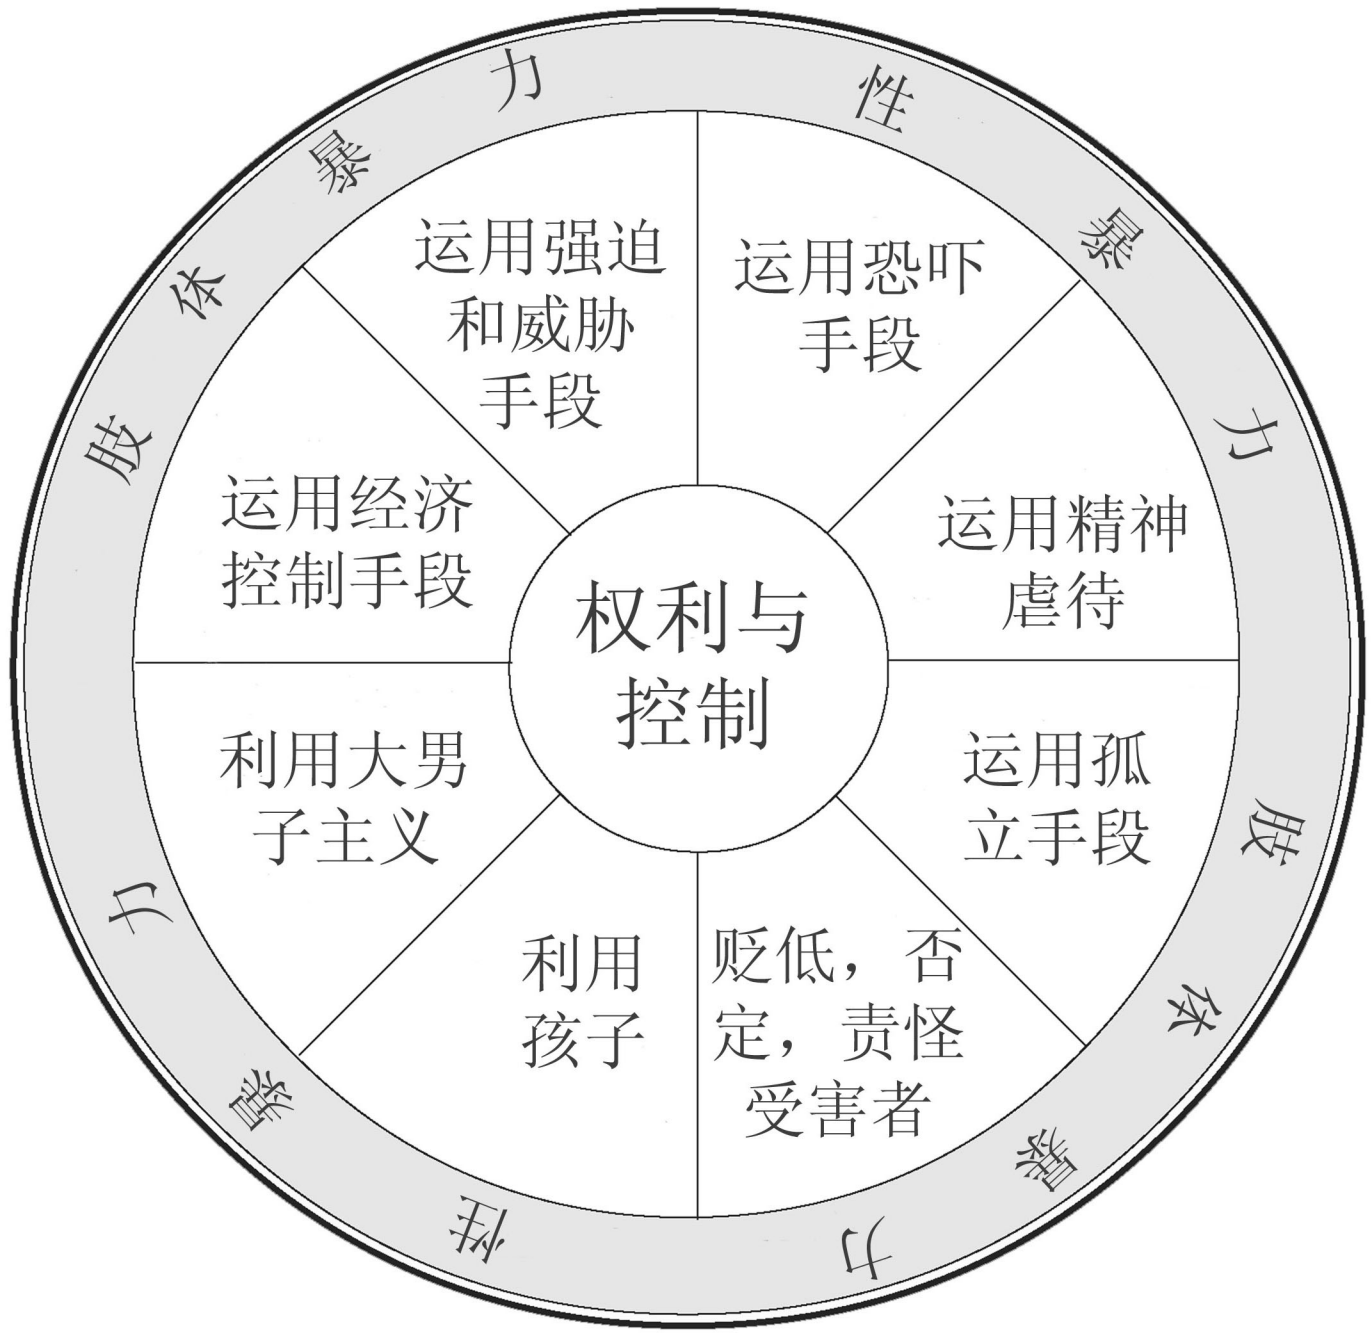 肢体暴力
性暴力
运用强迫
和威胁
手段
运用恐吓
手段
运用经济
控制手段
运用精神
虐待
权利与
控制
利用大男
子主义
运用孤
立手段
利用
孩子
贬低，否
定，责怪
受害者
性暴力
肢体暴力